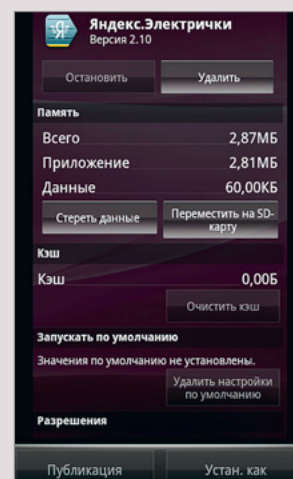 Яндекс.Электрички
Версия 2.10
Остановить Удалить
Память
Всего 2,87МБ
Приложение 2,81МБ
Данные 60,00КБ
Стереть данные Переместить на SD-
карту
Кэш
Кэш 0,00Б
Очистить кэш
Запускать по умолчанию
Значения по умолчанию не установлены.
Удалить настройки
по умолчанию
Разрешения
Публикация Устан. как